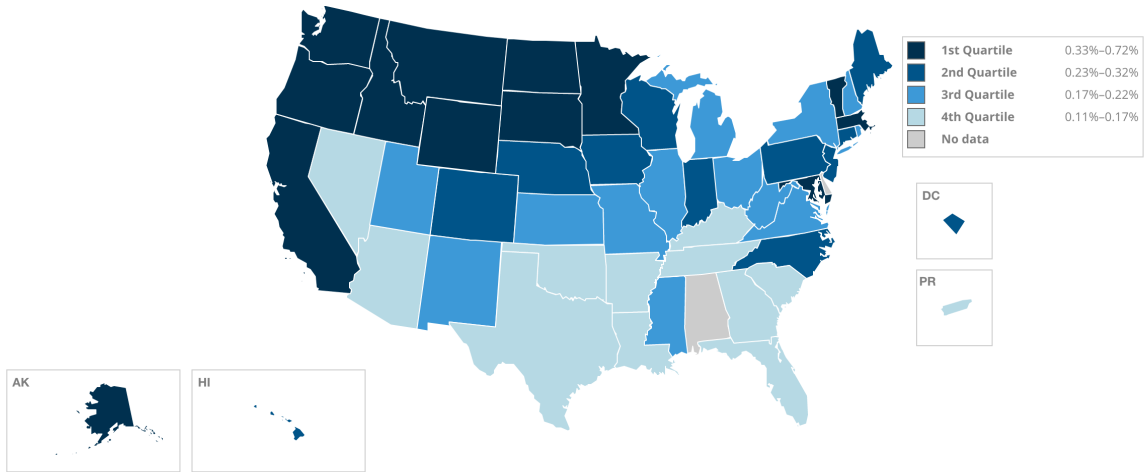 1st Quartile 0.33%–0.72%
2nd Quartile 0.23%–0.32%
3rd Quartile 0.17%–0.22%
4th Quartile 0.11%–0.17%
No data
DC
PR
AK
HI